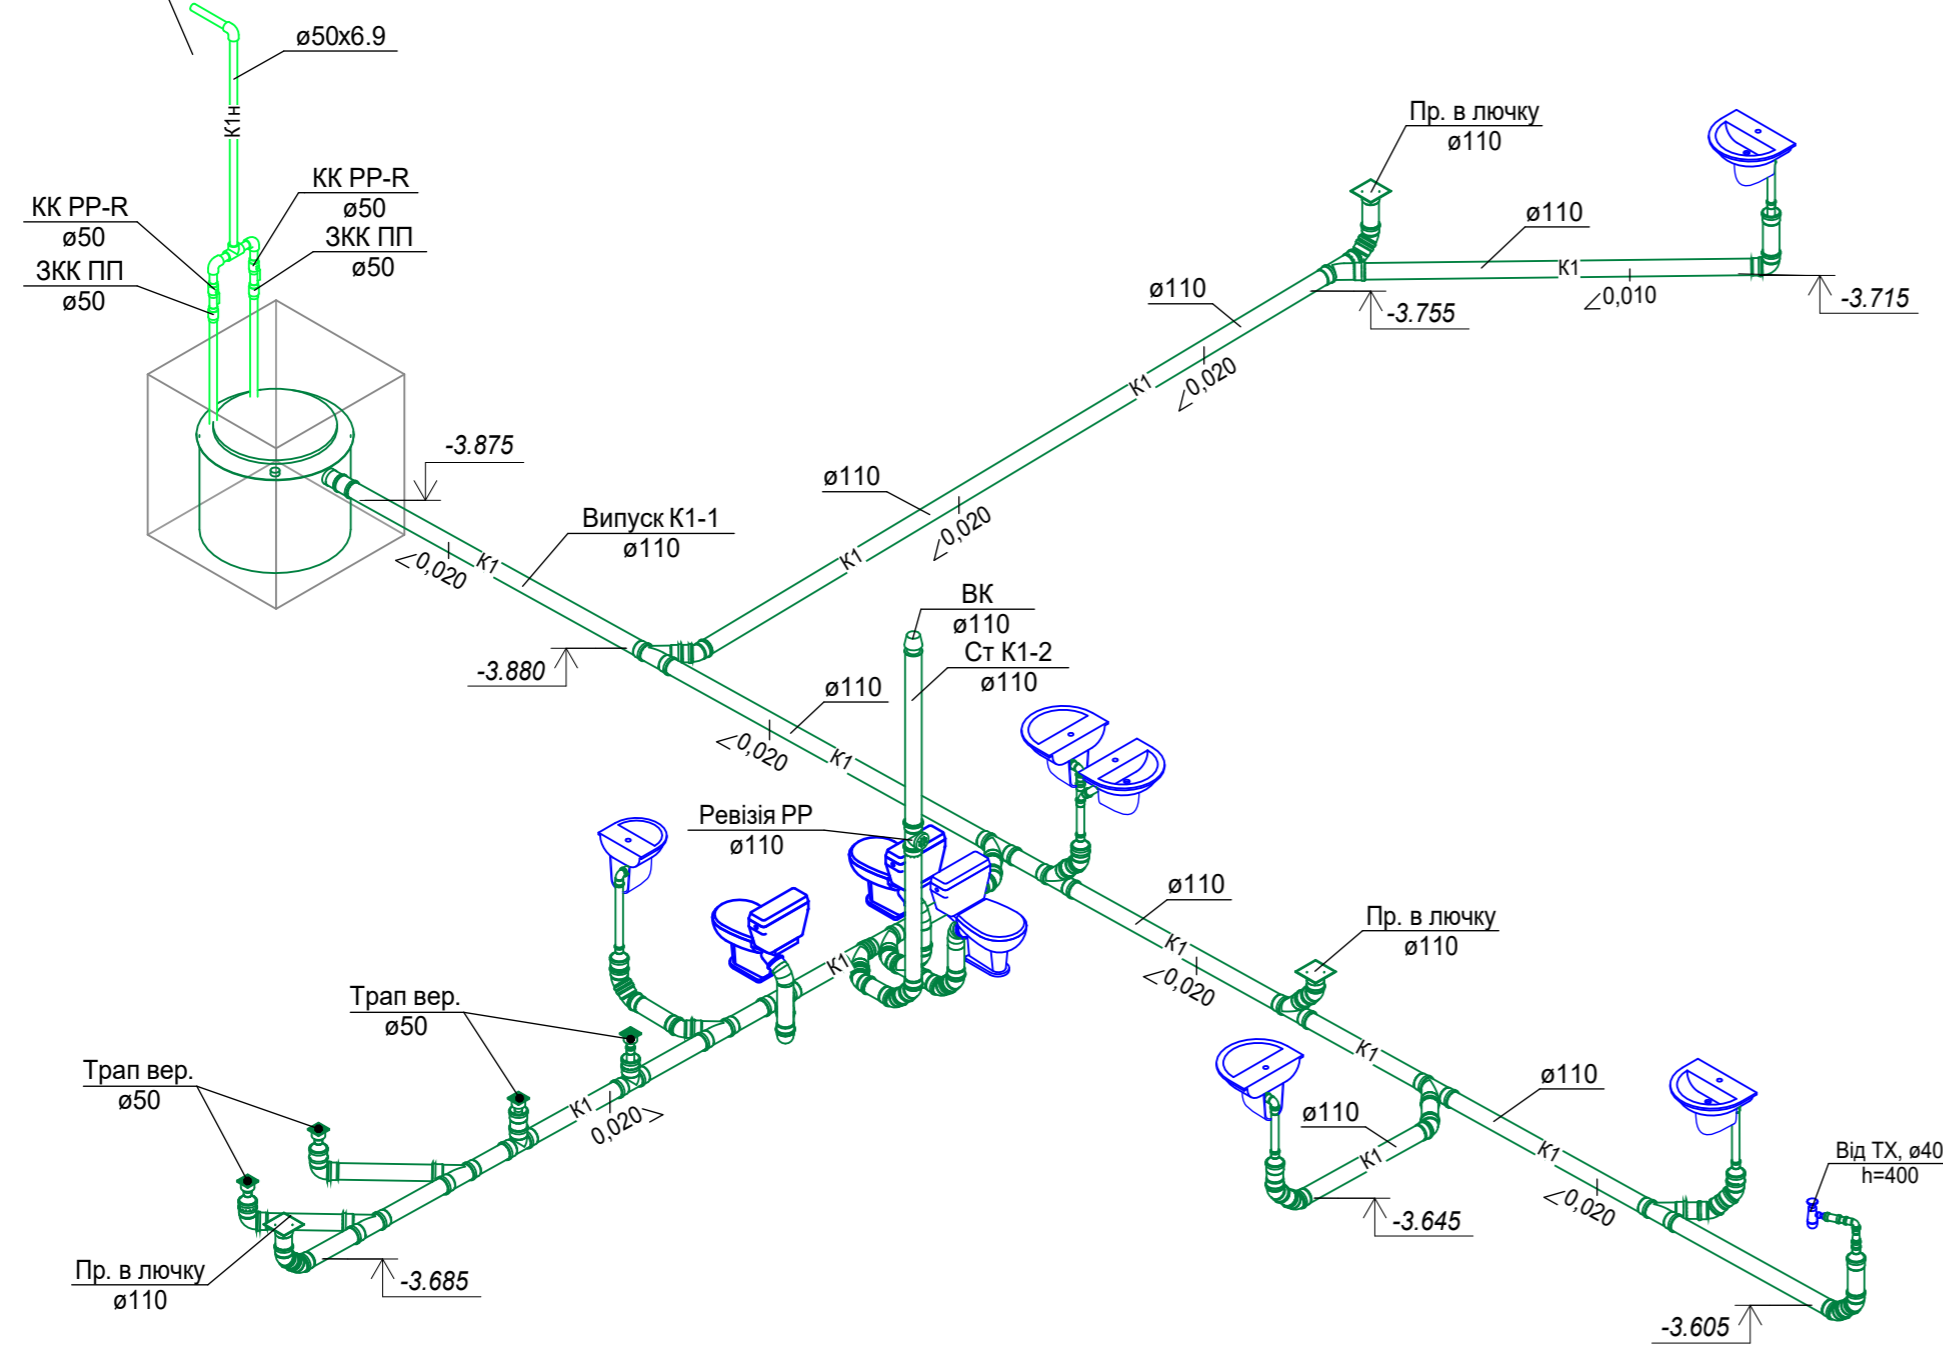 ø50x6.9
К1н
КК PP-R
ø50
КК PP-R
ø50
ЗКК ПП
ø50
ЗКК ПП
ø50
Пр. в лючку
ø110
ø110
К1
∠0,010
-3.715
-3.755
ø110
∠0,020
К1
-3.875
ø110
∠0,020
К1
Випуск К1-1
ø110
∠0,020
К1
-3.880
ВК
ø110
Ст К1-2
ø110
ø110
∠0,020
К1
Ревізія PP
ø110
ø110
К1
∠0,020
Пр. в лючку
ø110
К1
Трап вер.
ø50
Трап вер.
ø50
К1
0,020>
К1
ø110
ø110
К1
К1
∠0,020
Від ТХ, ø40
h=400
-3.645
-3.685
Пр. в лючку
ø110
-3.605